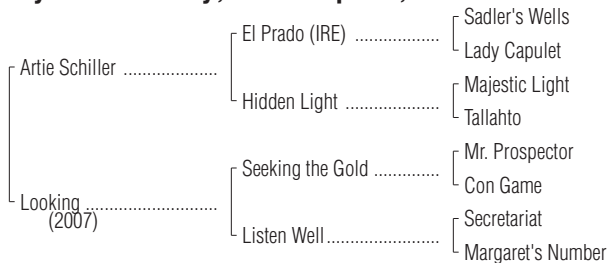 Sadler's Wells
El Prado (IRE) ..................
Lady Capulet
Artie Schiller ....................
Majestic Light
Hidden Light ....................
Tallahto
Mr. Prospector
Seeking the Gold ..............
Con Game
Looking ............................
(2007)
Secretariat
Listen Well........................
Margaret's Number